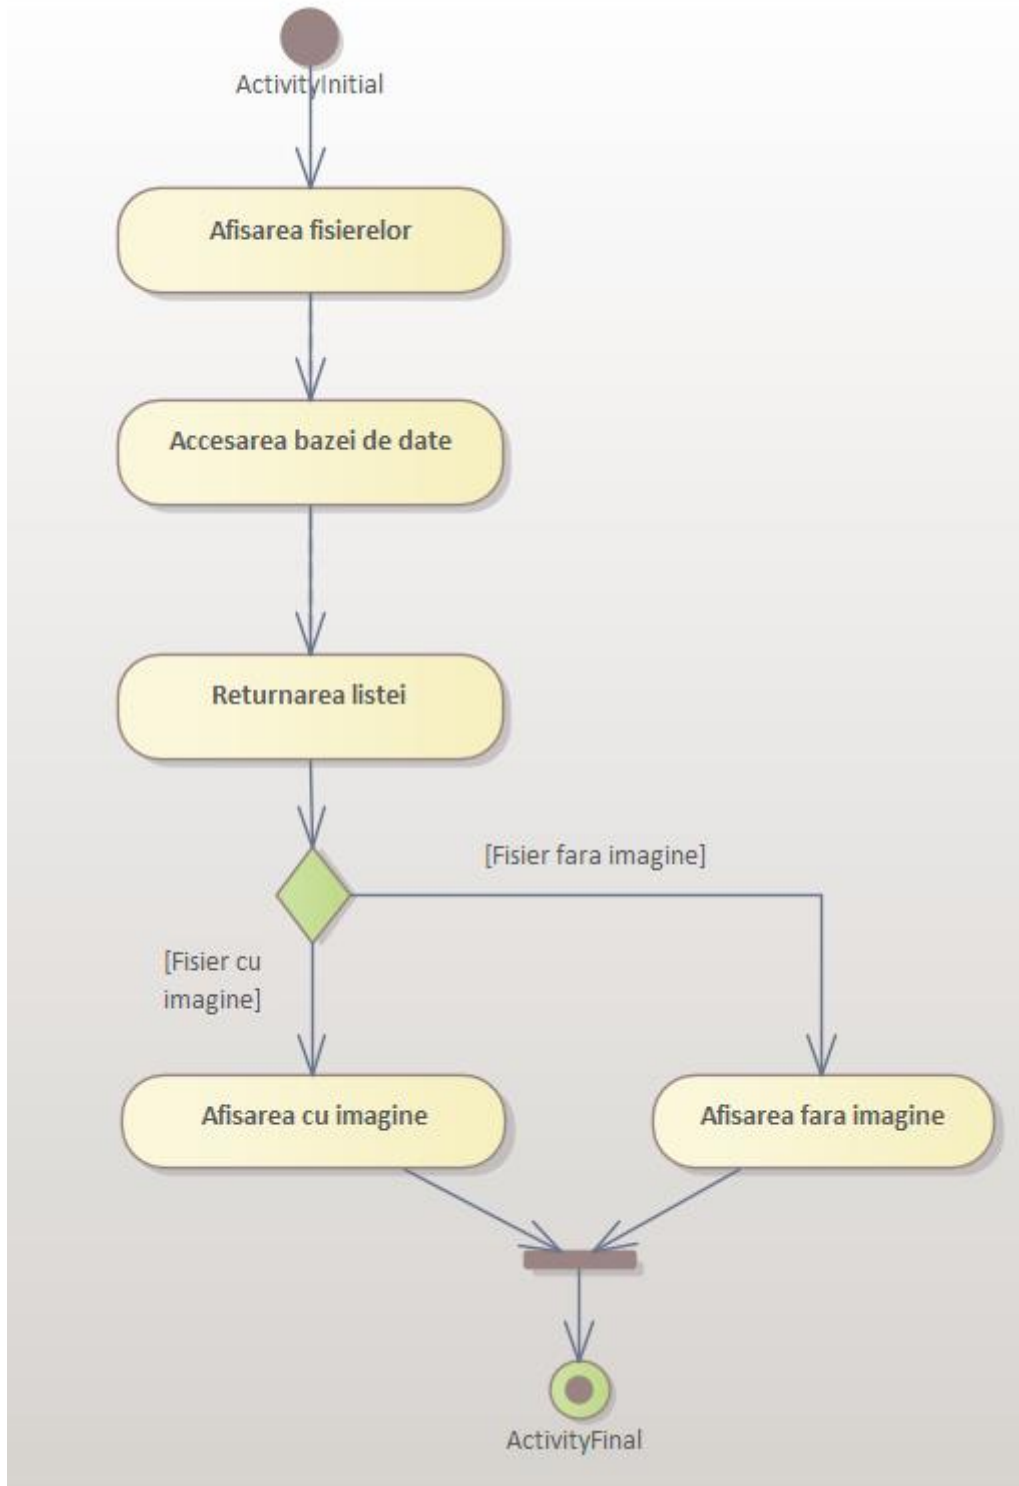 ActivityInitial
Afisarea fisierelor
Accesarea bazei de date
Returnarea listei
[Fisier fara imagine]
[Fisier cu
imagine]
Afisarea cu imagine
Afisarea fara imagine
ActivityFinal